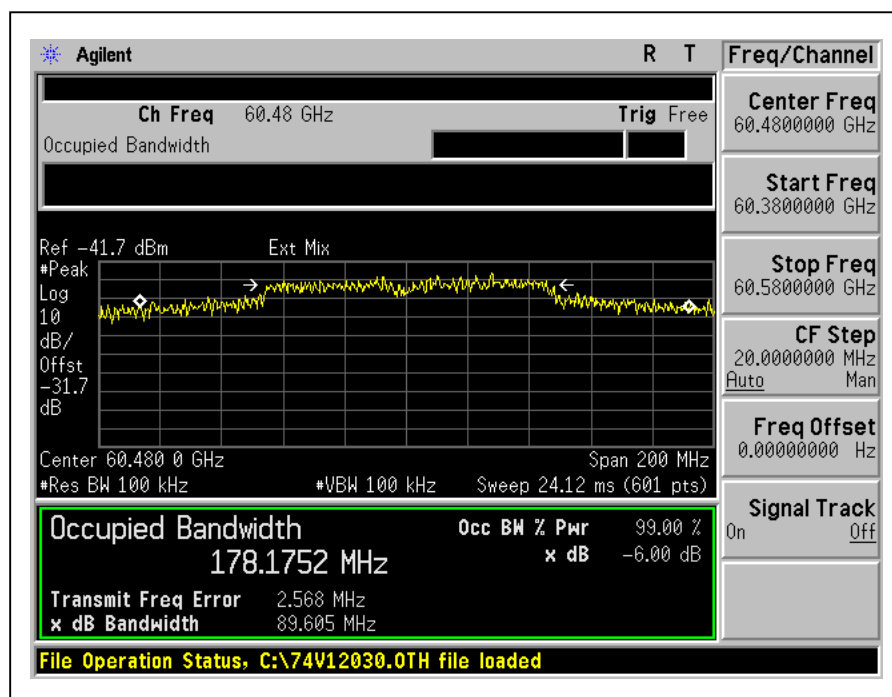 Agilent R T Freq/Channel
Ch Freq 60.48 GHz Trig Free
Occupied Bandwidth
Center Freq
60.4800000 GHz
Start Freq
60.3800000 GHz
Stop Freq
60.5800000 GHz
CF Step
20.0000000 MHz
Auto Man
Freq Offset
0.00000000 Hz
Signal Track
On Off
Ref -41.7 dBm Ext Mix
#Peak
Log
10
dB/
Offst
-31.7
dB
Center 60.480 0 GHz Span 200 MHz
#Res BW 100 kHz #VBW 100 kHz Sweep 24.12 ms (601 pts)
Occupied Bandwidth Occ BW % Pwr 99.00 %
178.1752 MHz x dB -6.00 dB
Transmit Freq Error 2.568 MHz
x dB Bandwidth 89.605 MHz
File Operation Status, C:\74V12030.OTH file loaded